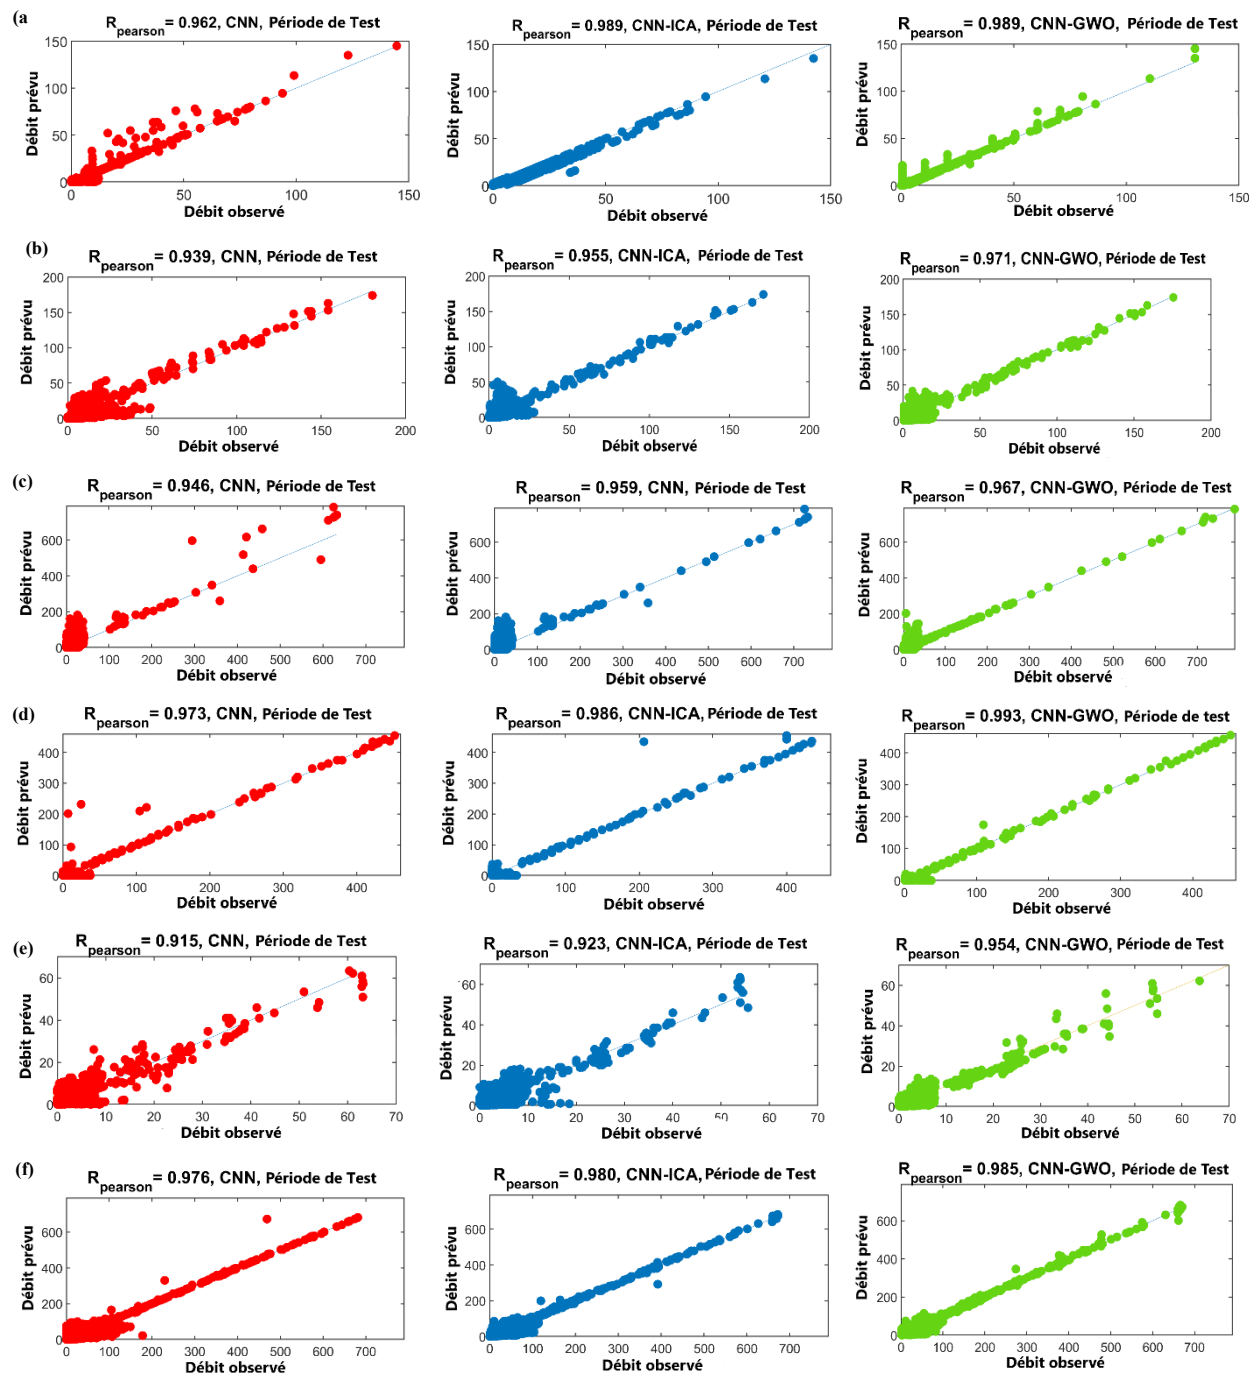 (a
R_pearson= 0.962, CNN, Période de Test
R_pearson= 0.989, CNN-ICA, Période de Test
R_pearson= 0.989, CNN-GWO, Période de Test
Débit prévu
150
100
50
0
0 50 100 150
Débit observé
Débit prévu
150
100
50
0
50 100 150
Débit observé
Débit prévu
150
100
50
0
0 50 100 150
Débit observé
(b)
R_pearson= 0.939, CNN, Période de Test
R_pearson= 0.955, CNN-ICA, Période de Test
R_pearson= 0.971, CNN-GWO, Période de Test
Débit prévu
200
150
100
50
0
0 50 100 150 200
Débit observé
Débit prévu
200
150
100
50
0
0 50 100 150 200
Débit observé
Débit prévu
200
150
100
50
0
0 50 100 150 200
Débit observé
(c)
R_pearson= 0.946, CNN, Période de Test
R_pearson= 0.959, CNN, Période de Test
R_pearson= 0.967, CNN-GWO, Période de Test
Débit prévu
600
400
200
0
0 100 200 300 400 500 600 700
Débit observé
Débit prévu
600
400
200
0
0 100 200 300 400 500 600 700
Débit observé
Débit prévu
600
400
200
0
0 100 200 300 400 500 600 700
Débit observé
(d)
R_pearson= 0.973, CNN, Période de Test
R_pearson= 0.986, CNN-ICA, Période de Test
R_pearson= 0.993, CNN-GWO, Période de test
Débit prévu
400
300
200
100
0
0 100 200 300 400
Débit observé
Débit prévu
400
300
200
100
0
0 100 200 300 400
Débit observé
Débit prévu
400
300
200
100
0
0 100 200 300 400
Débit observé
(e)
R_pearson= 0.915, CNN, Période de Test
R_pearson= 0.923, CNN-ICA, Période de Test
R_pearson= 0.954, CNN-GWO, Période de Test
Débit prévu
60
40
20
0
0 10 20 30 40 50 60 70
Débit observé
Débit prévu
60
40
20
0
0 10 20 30 40 50 60 70
Débit observé
Débit prévu
60
40
20
0
0 10 20 30 40 50 60 70
Débit observé
(f)
R_pearson= 0.976, CNN, Période de Test
R_pearson= 0.980, CNN-ICA, Période de Test
R_pearson= 0.985, CNN-GWO, Période de Test
Débit prévu
600
400
200
0
0 100 200 300 400 500 600 700
Débit observé
Débit prévu
600
400
200
0
0 100 200 300 400 500 600 700
Débit observé
Débit prévu
600
400
200
0
0 100 200 300 400 500 600 700
Débit observé